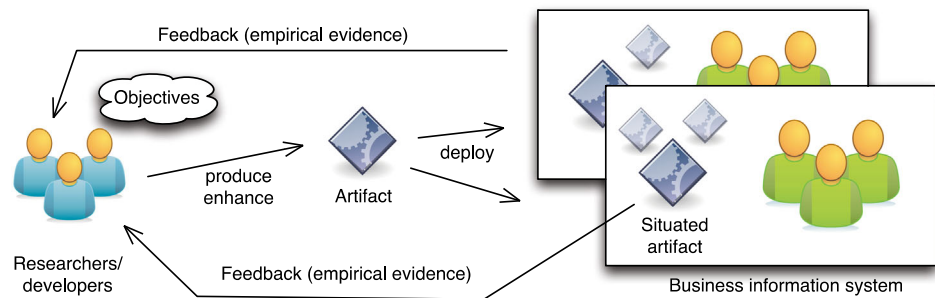 Feedback (empirical evidence)
Objectives
produce
enhance
Artifact
deploy
Situated
artifact
Researchers/
developers
Feedback (empirical evidence)
Business information system